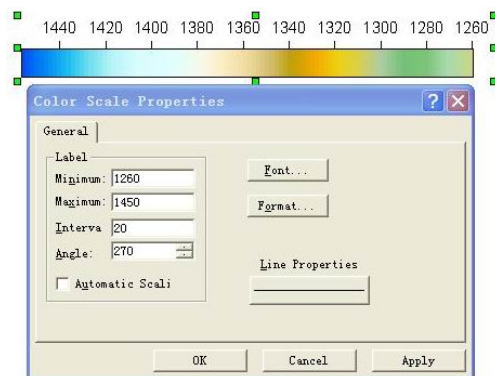 1440 1420 1400 1380 1360 1340 1320 1300 1280 1260
Color Scale Properties
General
Label
Minimum: 1260
Maximum: 1450
Interva 20
Angle: 270
Automatic Scali
Font...
Format...
Line Properties
OK Cancel Apply